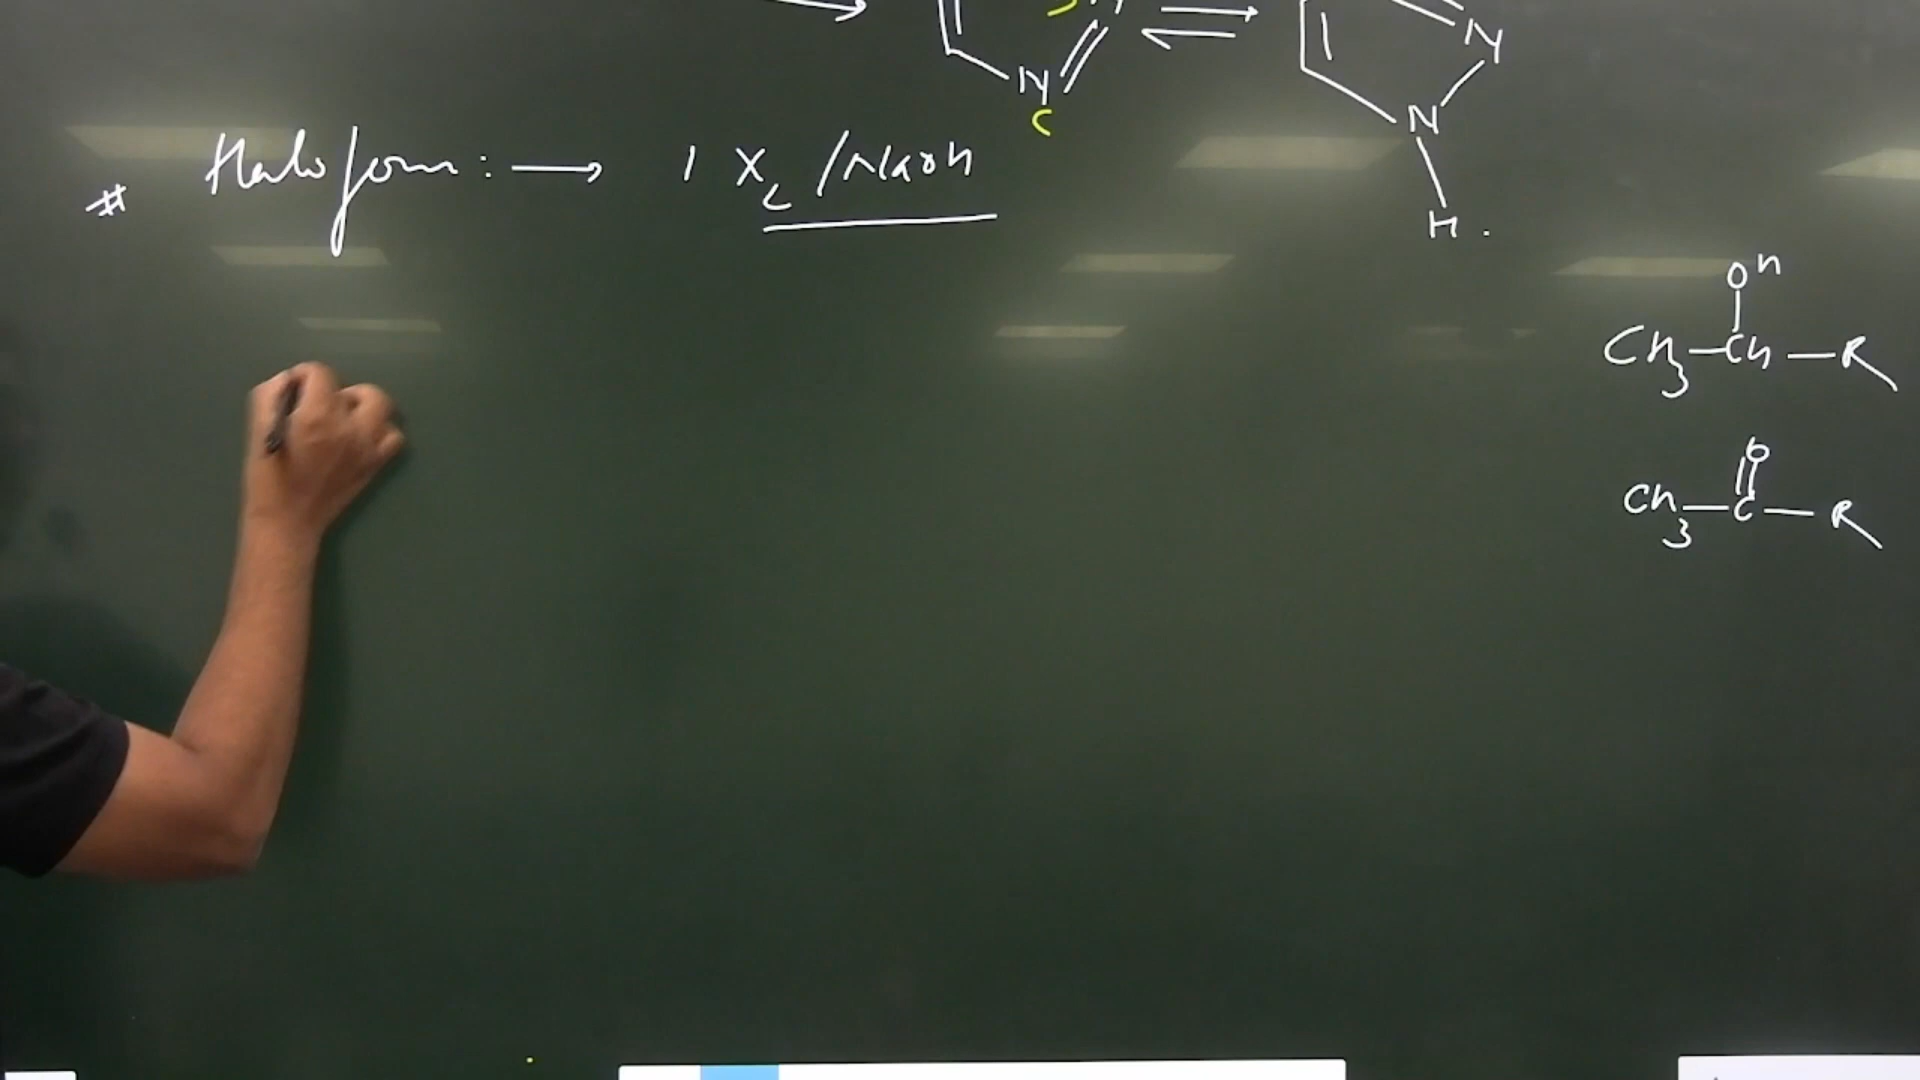 N
N
N
C
H .
# Haloform : → 1 X2 /NaOH
OH
CH3—CH—R
O
CH3—C—R